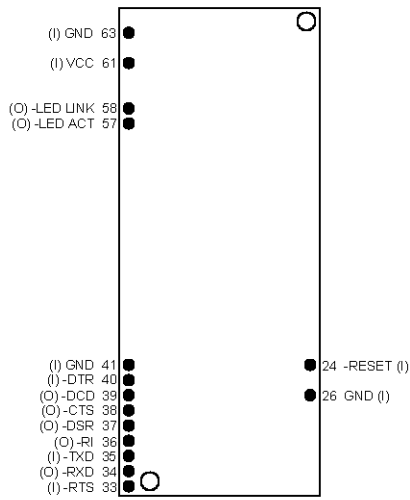 (I) GND 63
(I) VCC 61
(O) -LED LINK 58
(O) -LED ACT 57
(I) GND 41
24 -RESET (I)
(I) -DTR 40
(O) -DCD 39
26 GND (I)
(O) -CTS 38
(O) -DSR 37
(O) -RI 36
(I) -TXD 35
(O) -RXD 34
(I) -RTS 33